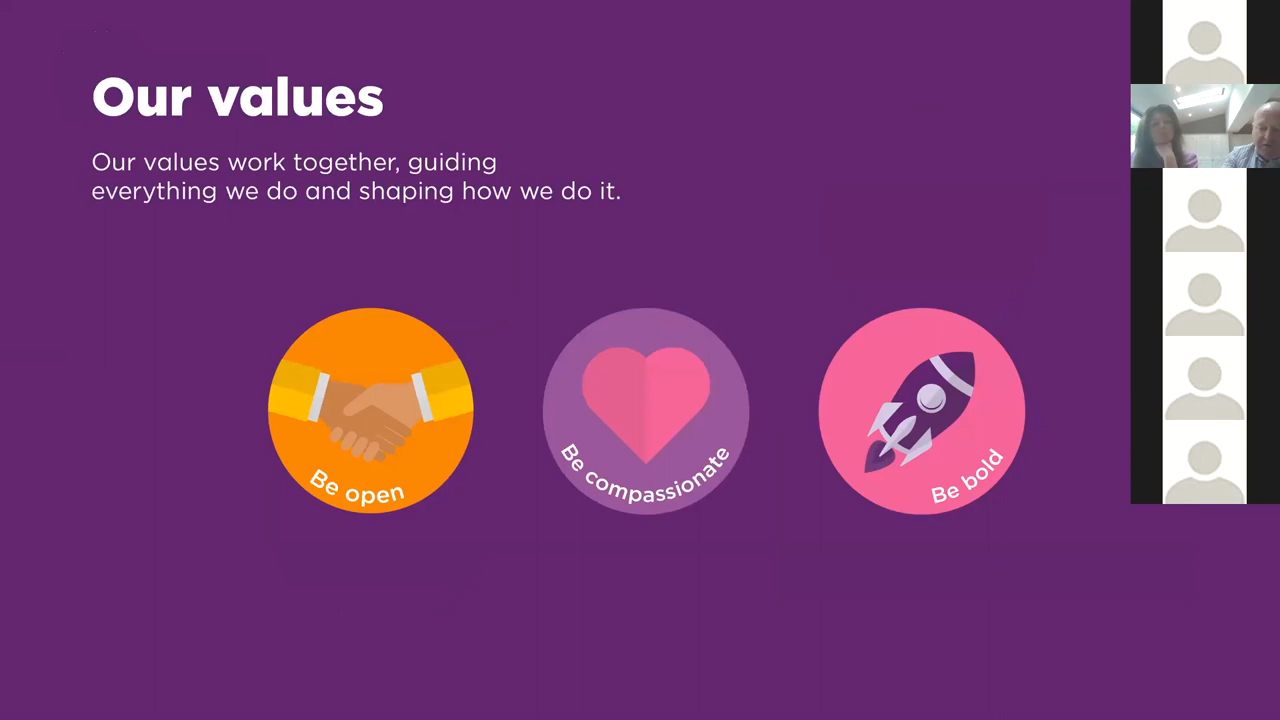 Our values
Our values work together, guiding
everything we do and shaping how we do it.
Be open
Be compassionate
Be bold